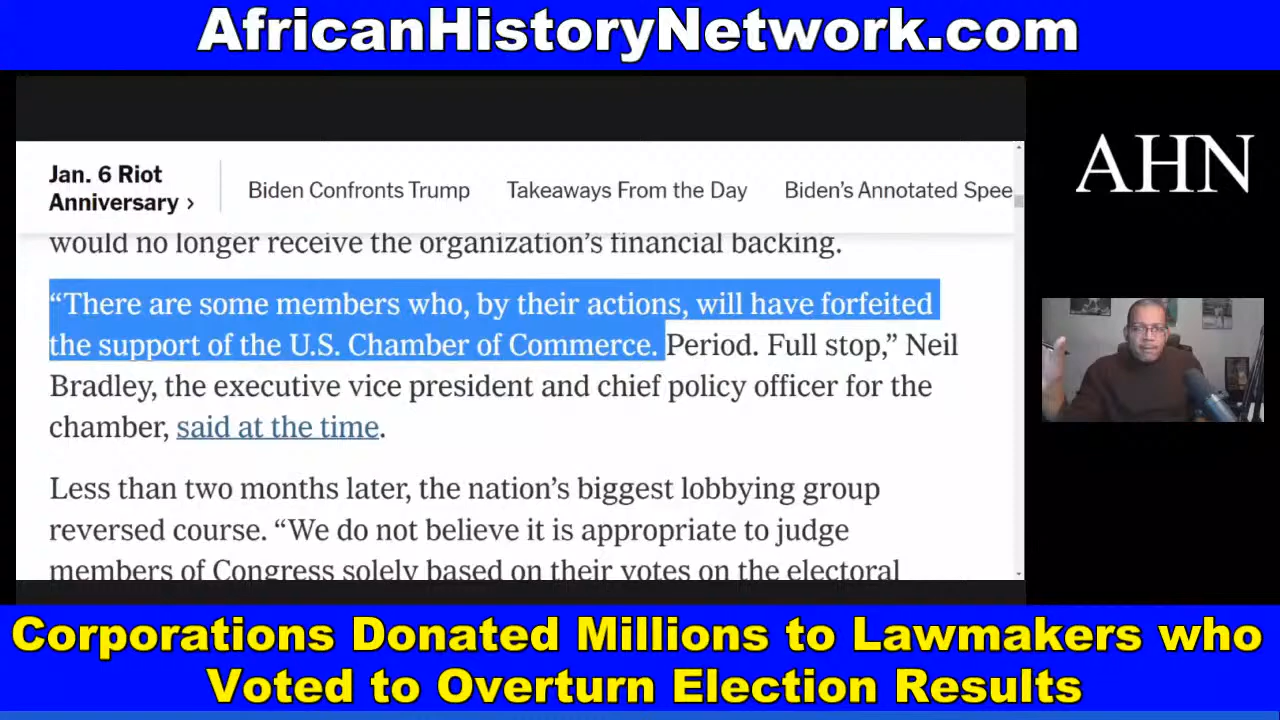 AfricanHistoryNetwork.com
AHN
Jan. 6 Riot
Anniversary ›
Biden Confronts Trump
Takeaways From the Day
Biden’s Annotated Spee
would no longer receive the organization’s financial backing.
“There are some members who, by their actions, will have forfeited
the support of the U.S. Chamber of Commerce. Period. Full stop,” Neil
Bradley, the executive vice president and chief policy officer for the
chamber, said at the time.
Less than two months later, the nation’s biggest lobbying group
reversed course. “We do not believe it is appropriate to judge
members of Congress solely based on their votes on the electoral
Corporations Donated Millions to Lawmakers who
Voted to Overturn Election Results